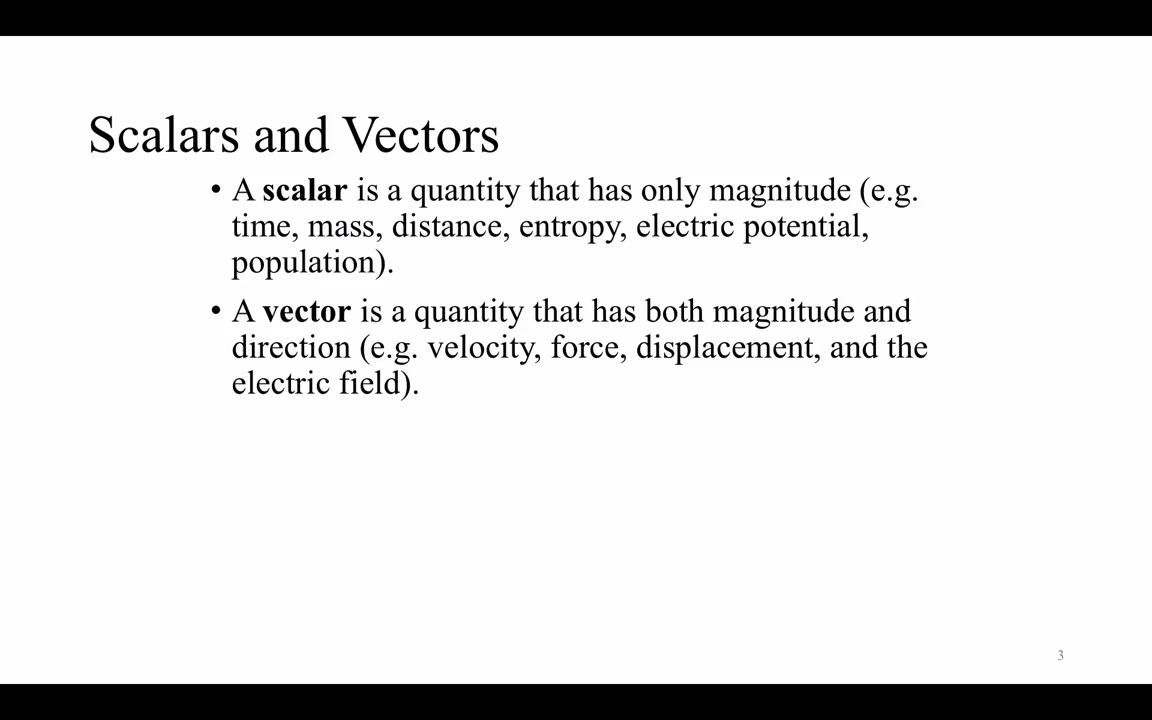 Scalars and Vectors
• A scalar is a quantity that has only magnitude (e.g.
time, mass, distance, entropy, electric potential,
population).
• A vector is a quantity that has both magnitude and
direction (e.g. velocity, force, displacement, and the
electric field).
3